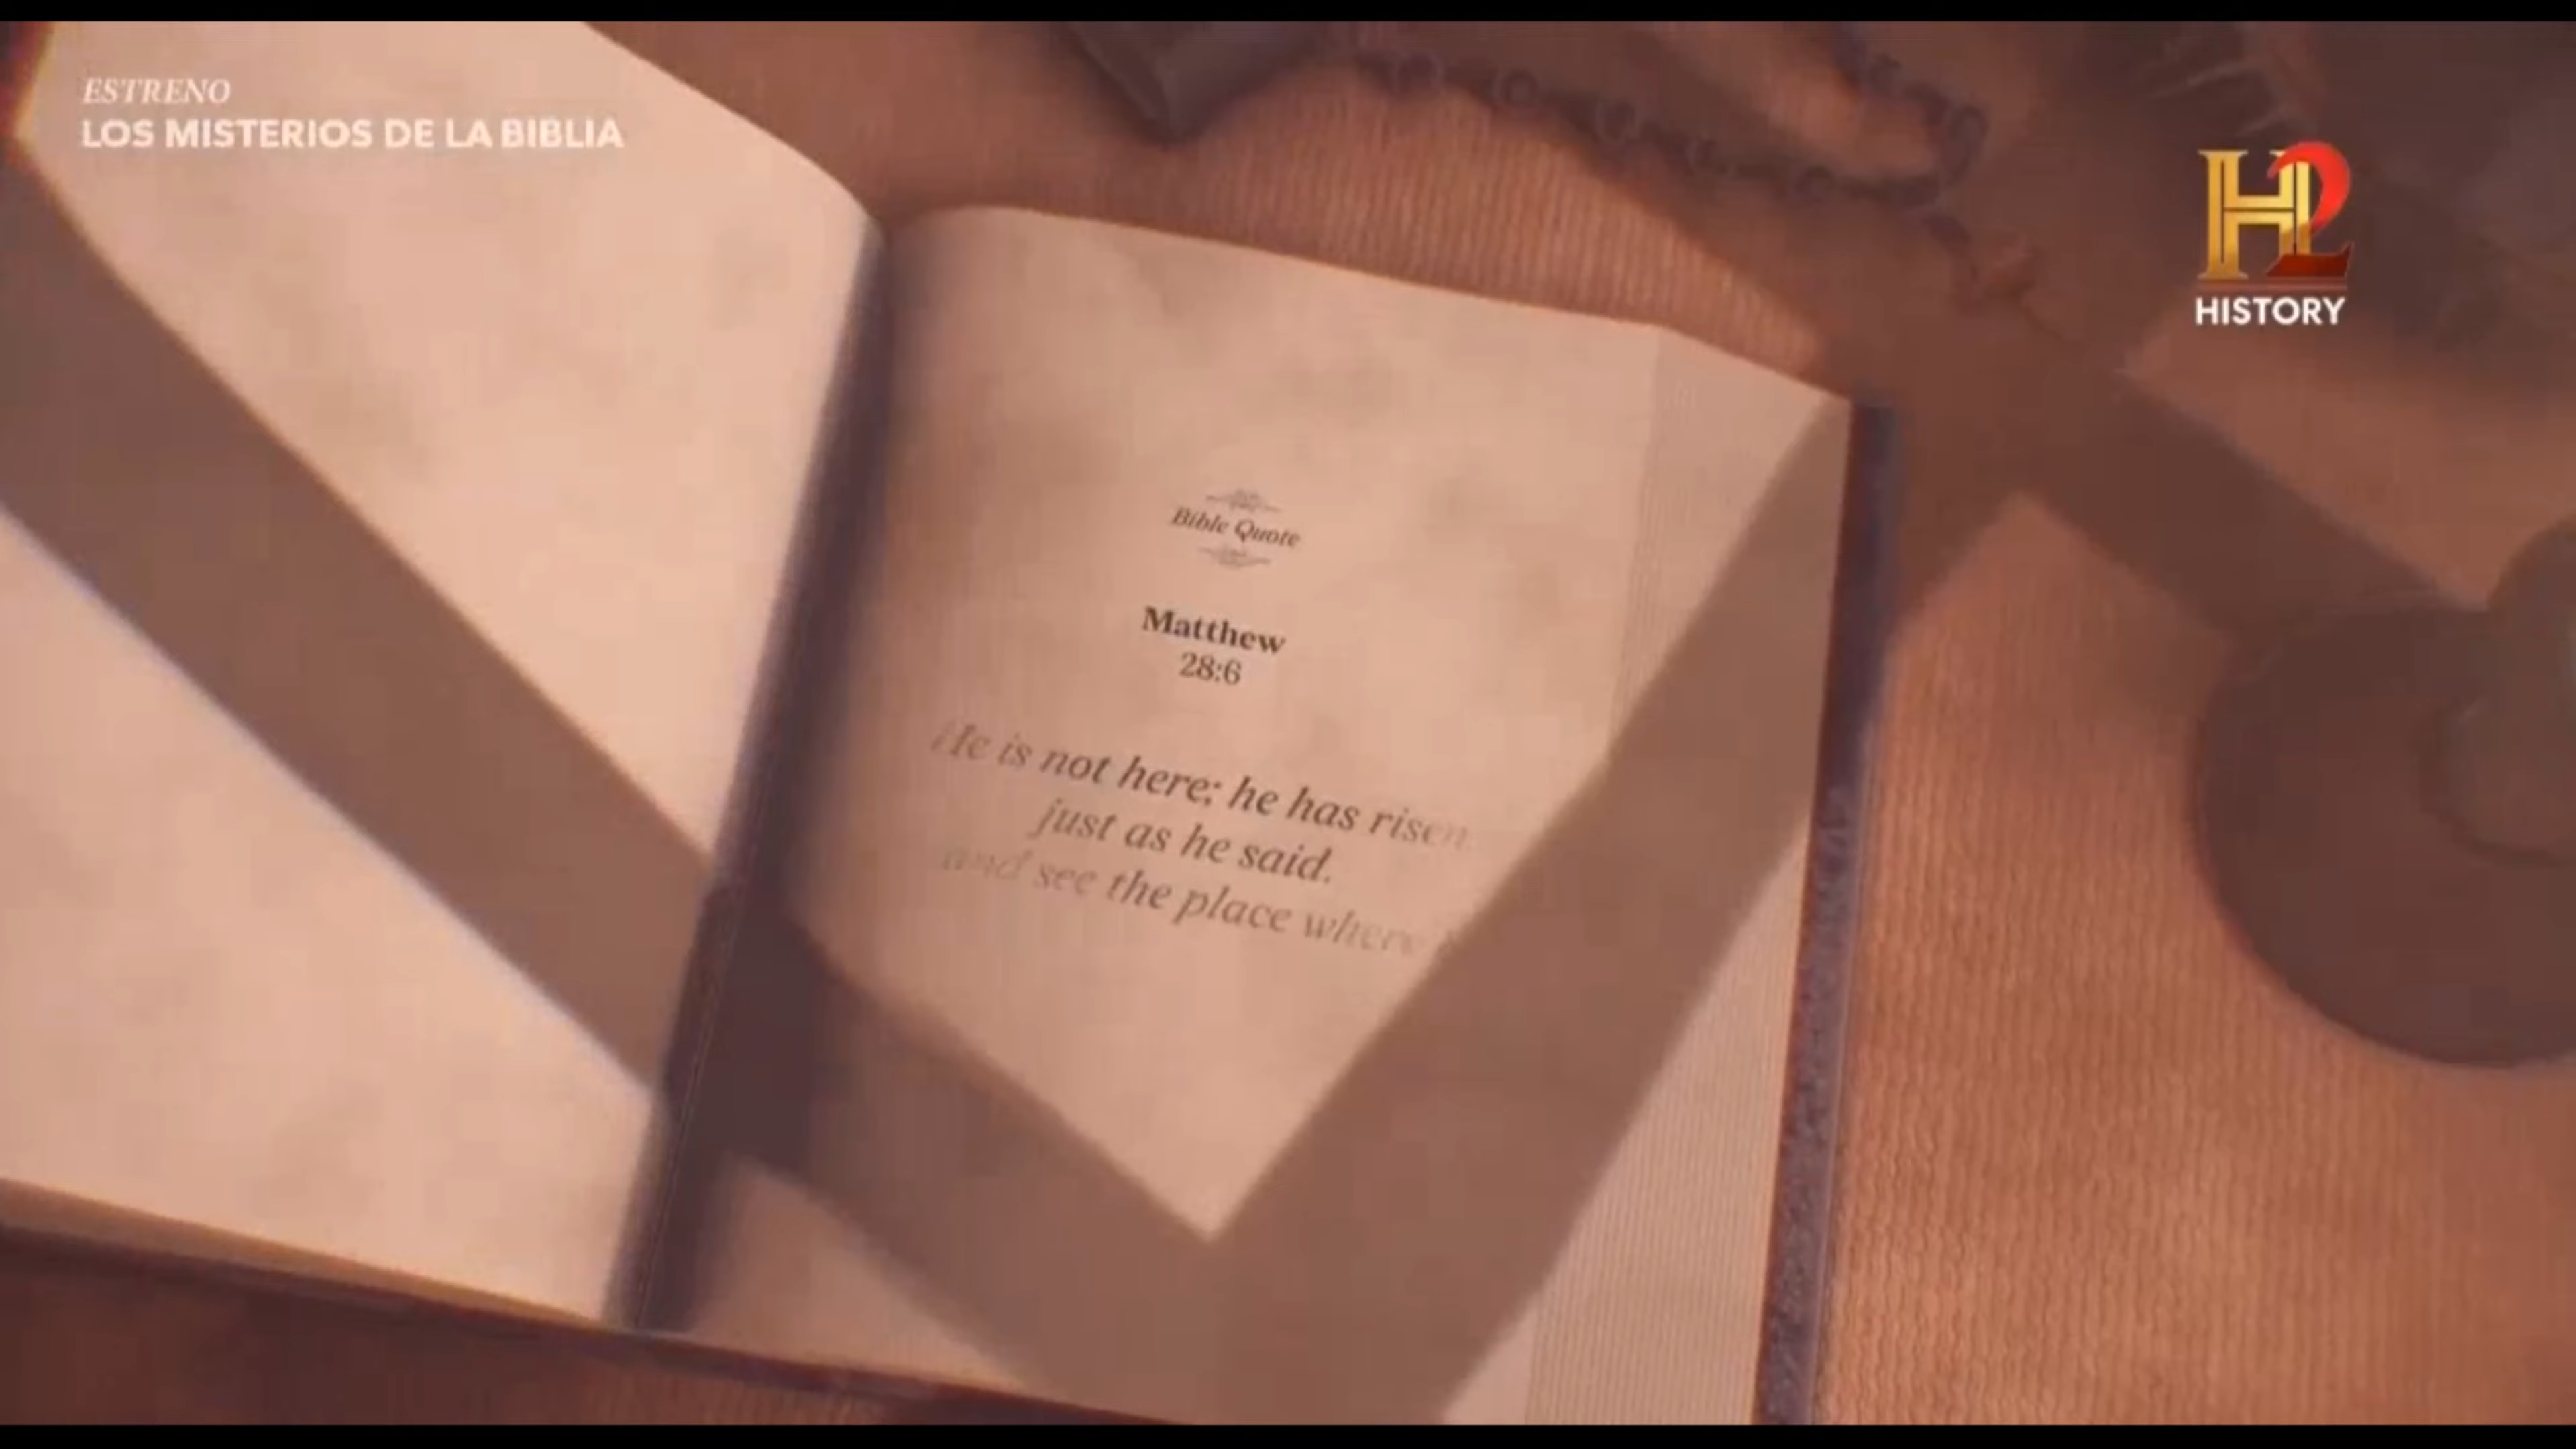 ESTRENO
LOS MISTERIOS DE LA BIBLIA
H2
HISTORY
Bible Quote
Matthew
28:6
He is not here; he has risen,
just as he said.
and see the place where